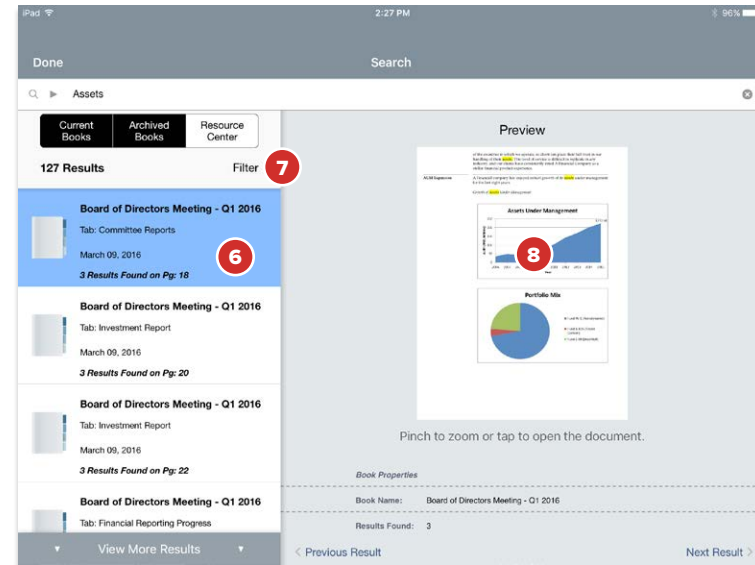 iPad 2:27 PM 96%
Done Search
Assets
Current Books Archived Books Resource Center
127 Results Filter 7
Board of Directors Meeting - Q1 2016
Tab: Committee Reports
March 09, 2016
3 Results Found on Pg: 18
6
Board of Directors Meeting - Q1 2016
Tab: Investment Report
March 09, 2016
3 Results Found on Pg: 20
Board of Directors Meeting - Q1 2016
Tab: Investment Report
March 09, 2016
3 Results Found on Pg: 22
Board of Directors Meeting - Q1 2016
Tab: Financial Reporting Progress
View More Results
Preview
Assets Under Management
8
Portfolio Mix
Pinch to zoom or tap to open the document.
Book Properties
Book Name: Board of Directors Meeting - Q1 2016
Results Found: 3
< Previous Result Next Result >